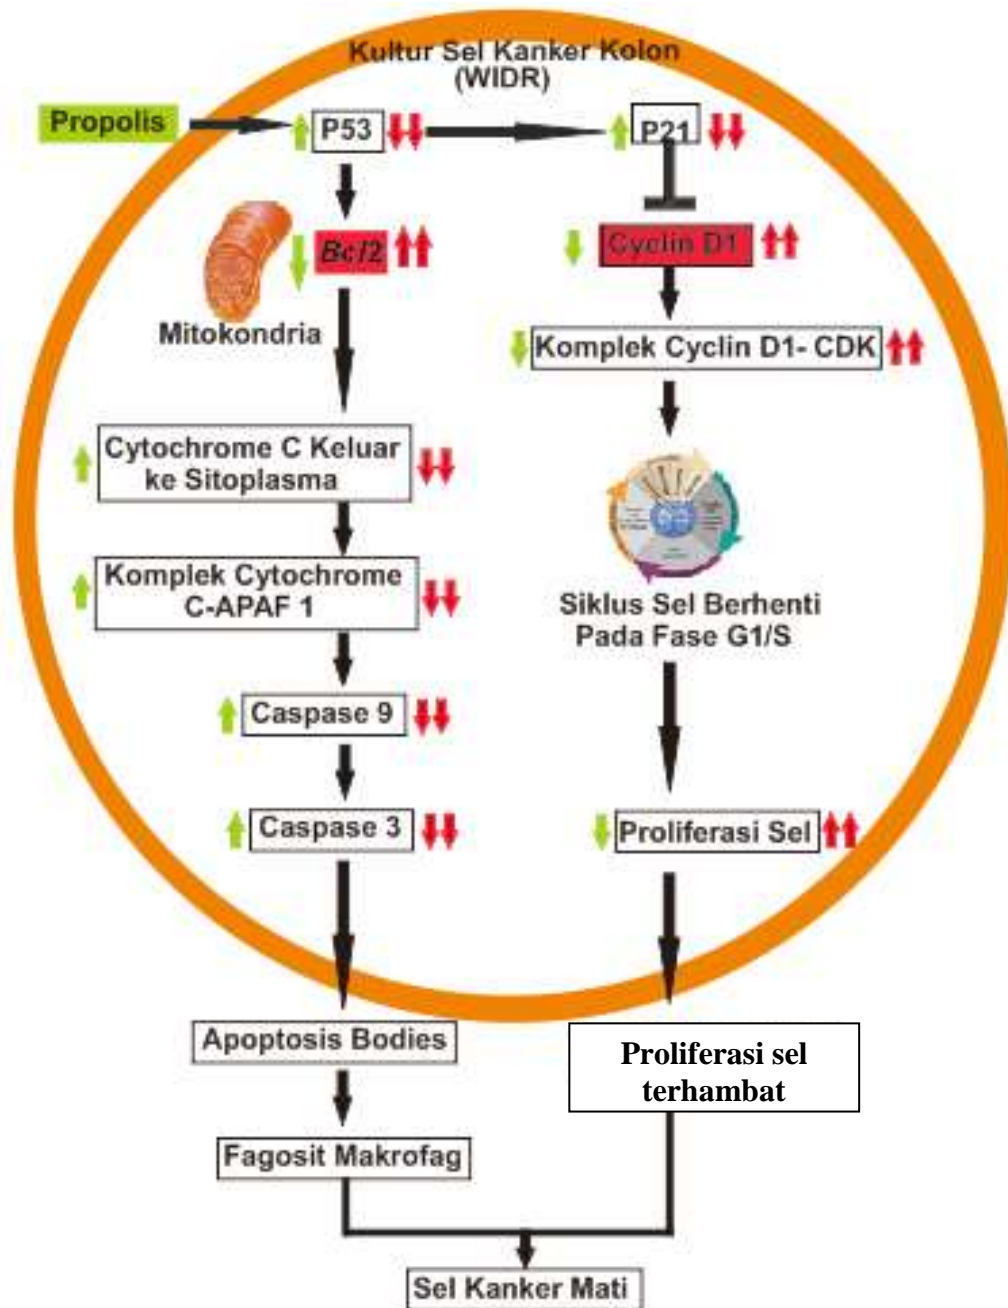 Kultur Sel Kanker Kolon
(WIDR)
Propolis
P53
P21
Bcl2
Cyclin D1
Mitokondria
Komplek Cyclin D1- CDK
Cytochrome C Keluar
ke Sitoplasma
Komplek Cytochrome
C-APAF 1
Siklus Sel Berhenti
Pada Fase G1/S
Caspase 9
Caspase 3
Proliferasi Sel
Apoptosis Bodies
Proliferasi sel
terhambat
Fagosit Makrofag
Sel Kanker Mati